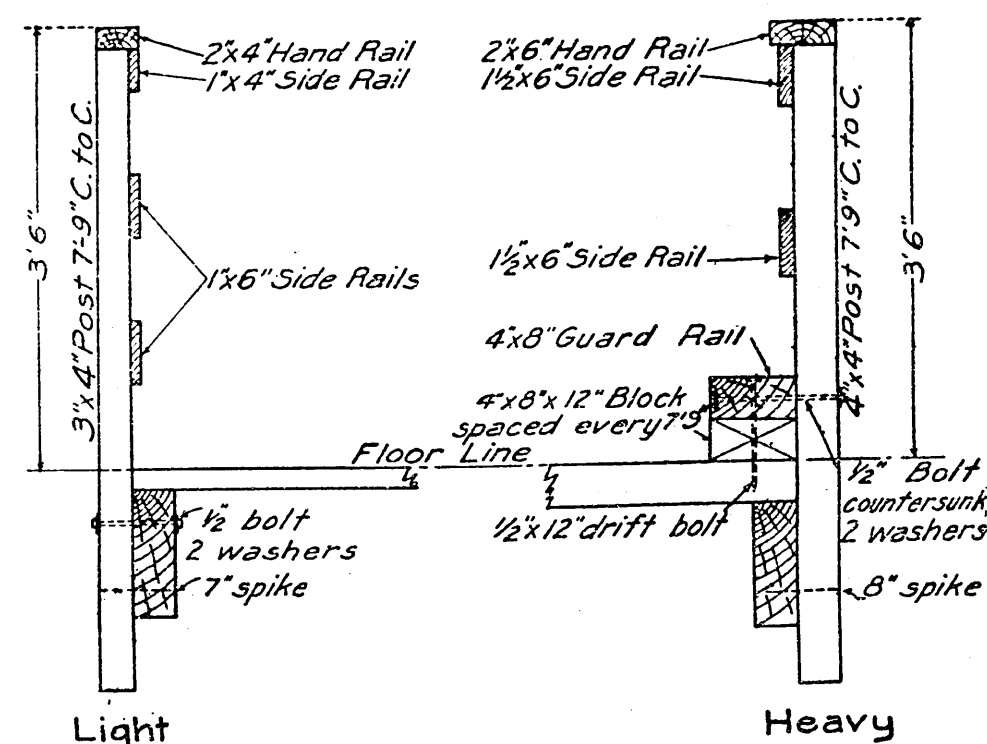 2"x4" Hand Rail
1"x4" Side Rail
3'6"
3"x4" Post 7'-9" C. to C.
1"x6" Side Rails
½" bolt
2 washers
7" spike
Light
2"x6" Hand Rail
1½"x6" Side Rail
1½"x6" Side Rail
4"x4" Post 7'9" C. to C.
3'6"
4"x8" Guard Rail
4"x8"x12" Block
spaced every 7'9"
Floor Line
½"x12" drift bolt
½" Bolt
countersunk,
2 washers
8" spike
Heavy